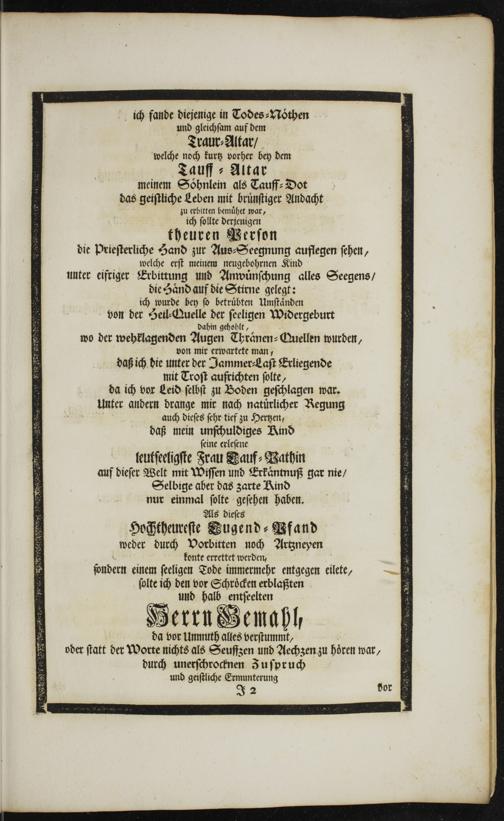 ich fande diejenige in Todes-Nöthen
und gleichsam auf dem
Traur-Altar/
welche noch kurtz vorher bey dem
Tauff-Altar
meinem Söhnlein als Tauff-Dot
das geistliche Leben mit brünstiger Andacht
zu erbitten bemühet war,
ich sollte derjenigen
theuren Person
die Priesterliche Hand zur Aus-Seegnung auflegen sehen,
welche erst meinem neugebohrnen Kind
unter eifriger Erbittung und Anwünschung alles Seegens/
die Händ auf die Stirne gelegt:
ich wurde bey so betrübten Umständen
von der Heil-Quelle der seeligen Widergeburt
dahin gehohlt,
wo der wehklagenden Augen Thränen-Quellen wurden,
von mir erwartete man,
daß ich die unter der Jammer-Last Erliegende
mit Trost aufrichten solte,
da ich vor Leid selbst zu Boden geschlagen war.
Unter andern drange mir nach natürlicher Regung
auch dieses sehr tief zu Hertzen,
daß mein unschuldiges Kind
seine erlesene
leutseeligste Frau Tauf-Pathin
auf dieser Welt mit Wissen und Erkäntnuß gar nie/
Selbige aber das zarte Kind
nur einmal solte gesehen haben.
Als dieses
Hochtheureste Tugend-Pfand
weder durch Vorbitten noch Artzneyen
konte errettet werden,
sondern einem seeligen Tode immermehr entgegen eilete,
solte ich den vor Schröcken erblaßten
und halb entseelten
Herrn Gemahl,
da vor Unmuth alles verstummt,
oder statt der Worte nichts als Seuffzen und Aechzen zu hören war,
durch unerschrocknen Zuspruch
und geistliche Ermunterung
J 2
vor